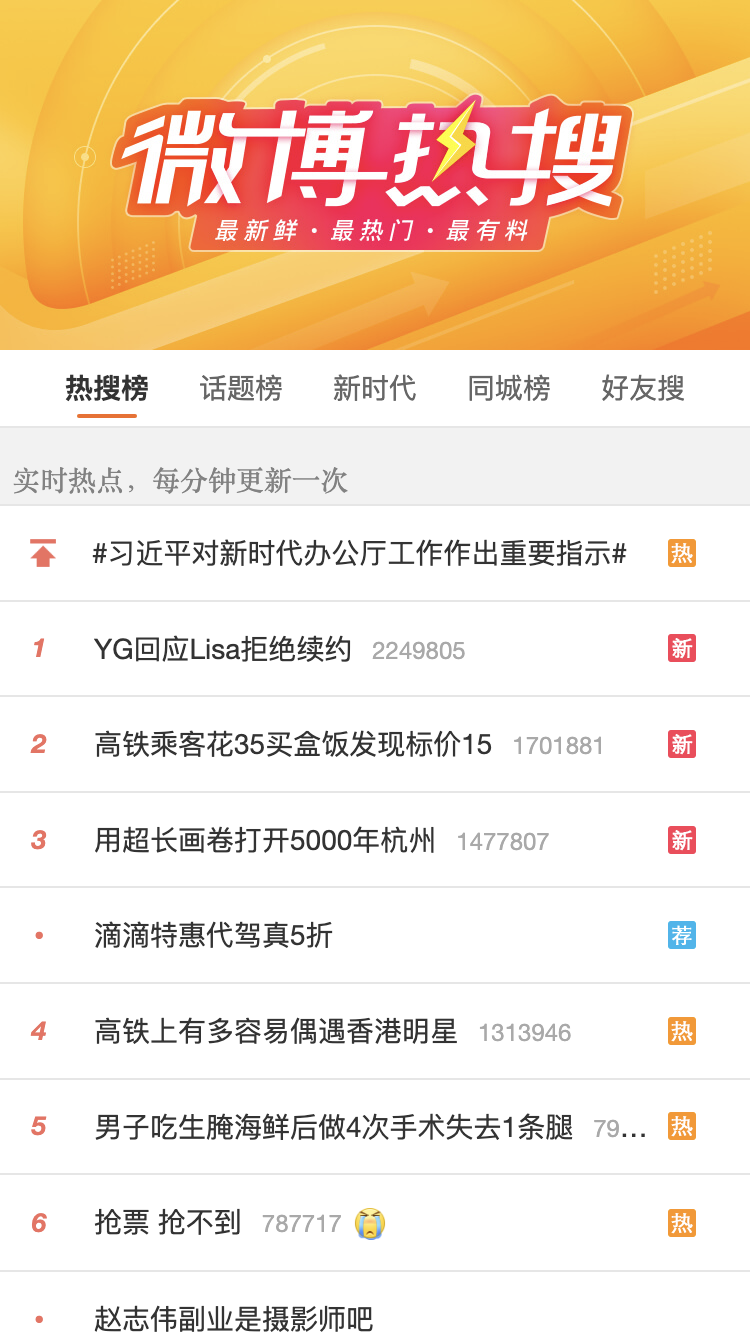 微博热搜
最新鲜·最热门·最有料
热搜榜 话题榜 新时代 同城榜 好友搜
实时热点，每分钟更新一次
#习近平对新时代办公厅工作作出重要指示# 热
1 YG回应Lisa拒绝续约 2249805 新
2 高铁乘客花35买盒饭发现标价15 1701881 新
3 用超长画卷打开5000年杭州 1477807 新
• 滴滴特惠代驾真5折 荐
4 高铁上有多容易偶遇香港明星 1313946 热
5 男子吃生腌海鲜后做4次手术失去1条腿 79... 热
6 抢票 抢不到 787717 😭 热
• 赵志伟副业是摄影师吧